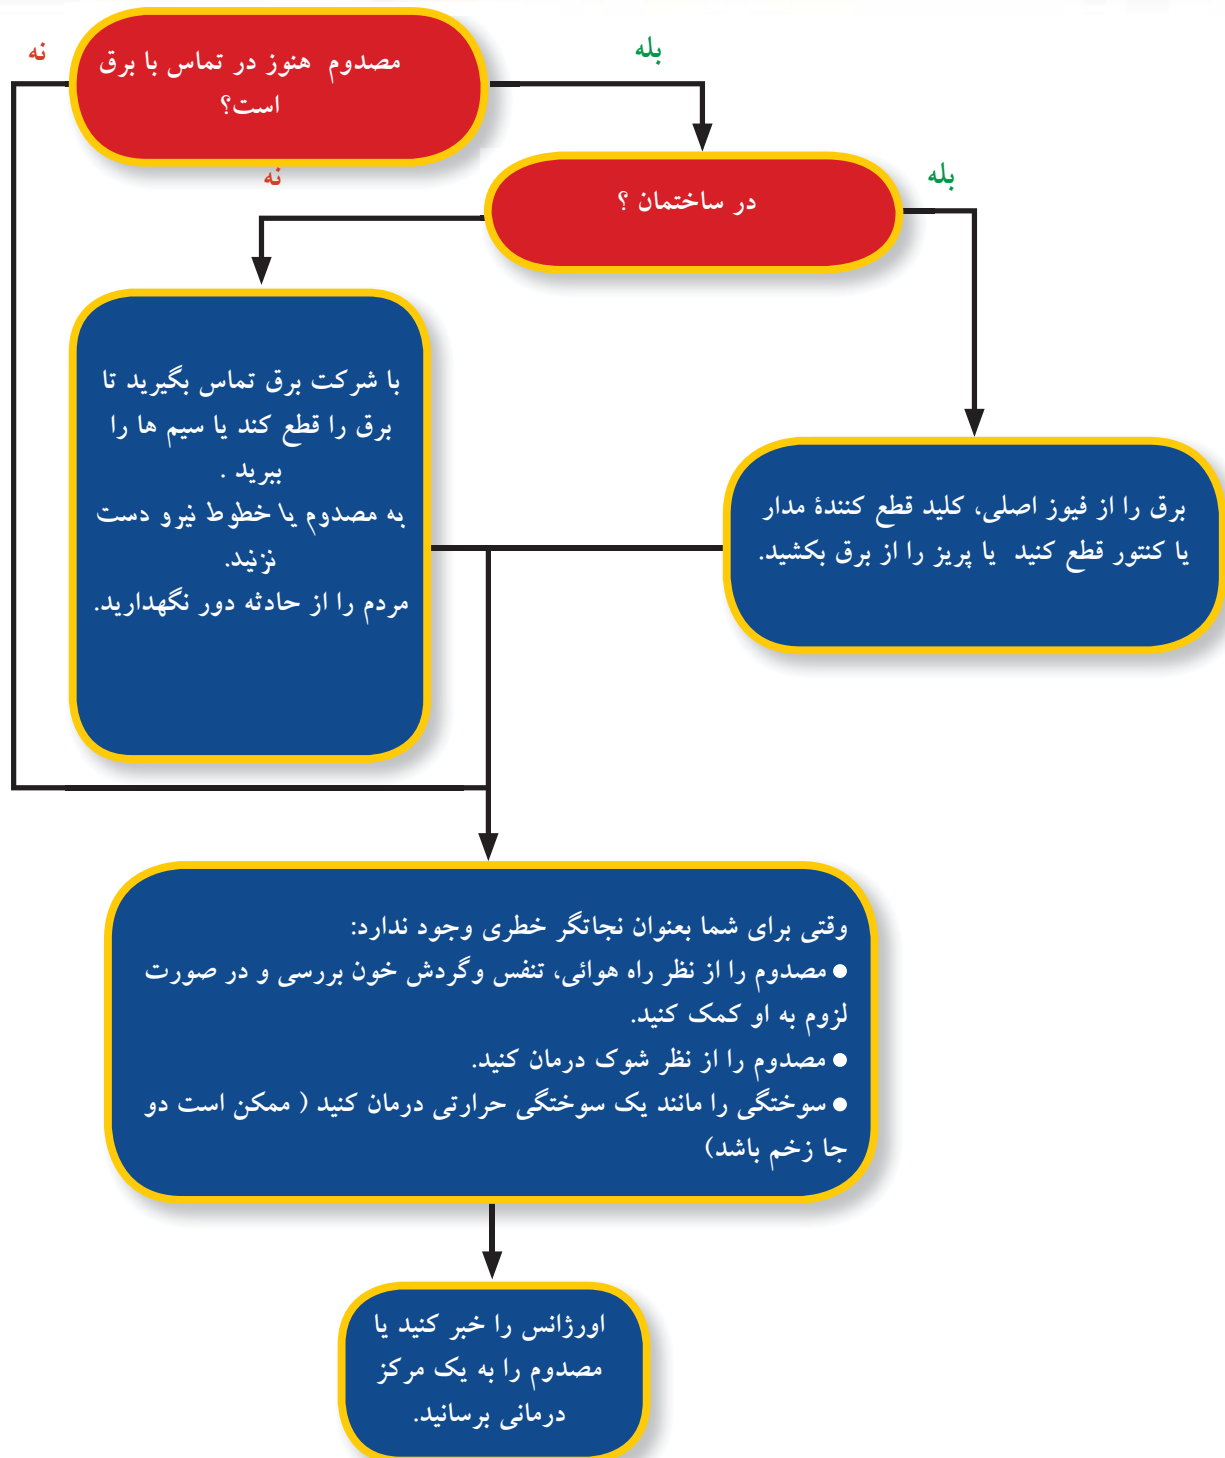 نه
بله
مصدوم هنوز در تماس با برق
است؟
نه
بله
در ساختمان ؟
با شرکت برق تماس بگیرید تا
برق را قطع کند یا سیم ها را
ببرید .
به مصدوم یا خطوط نیرو دست
نزنید.
مردم را از حادثه دور نگهدارید.
برق را از فیوز اصلی، کلید قطع کنندۀ مدار
یا کنتور قطع کنید یا پریز را از برق بکشید.
وقتی برای شما بعنوان نجاتگر خطری وجود ندارد:
● مصدوم را از نظر راه هوائی، تنفس وگردش خون بررسی و در صورت
لزوم به او کمک کنید.
● مصدوم را از نظر شوک درمان کنید.
● سوختگی را مانند یک سوختگی حرارتی درمان کنید ( ممکن است دو
جا زخم باشد)
اورژانس را خبر کنید یا
مصدوم را به یک مرکز
درمانی برسانید.